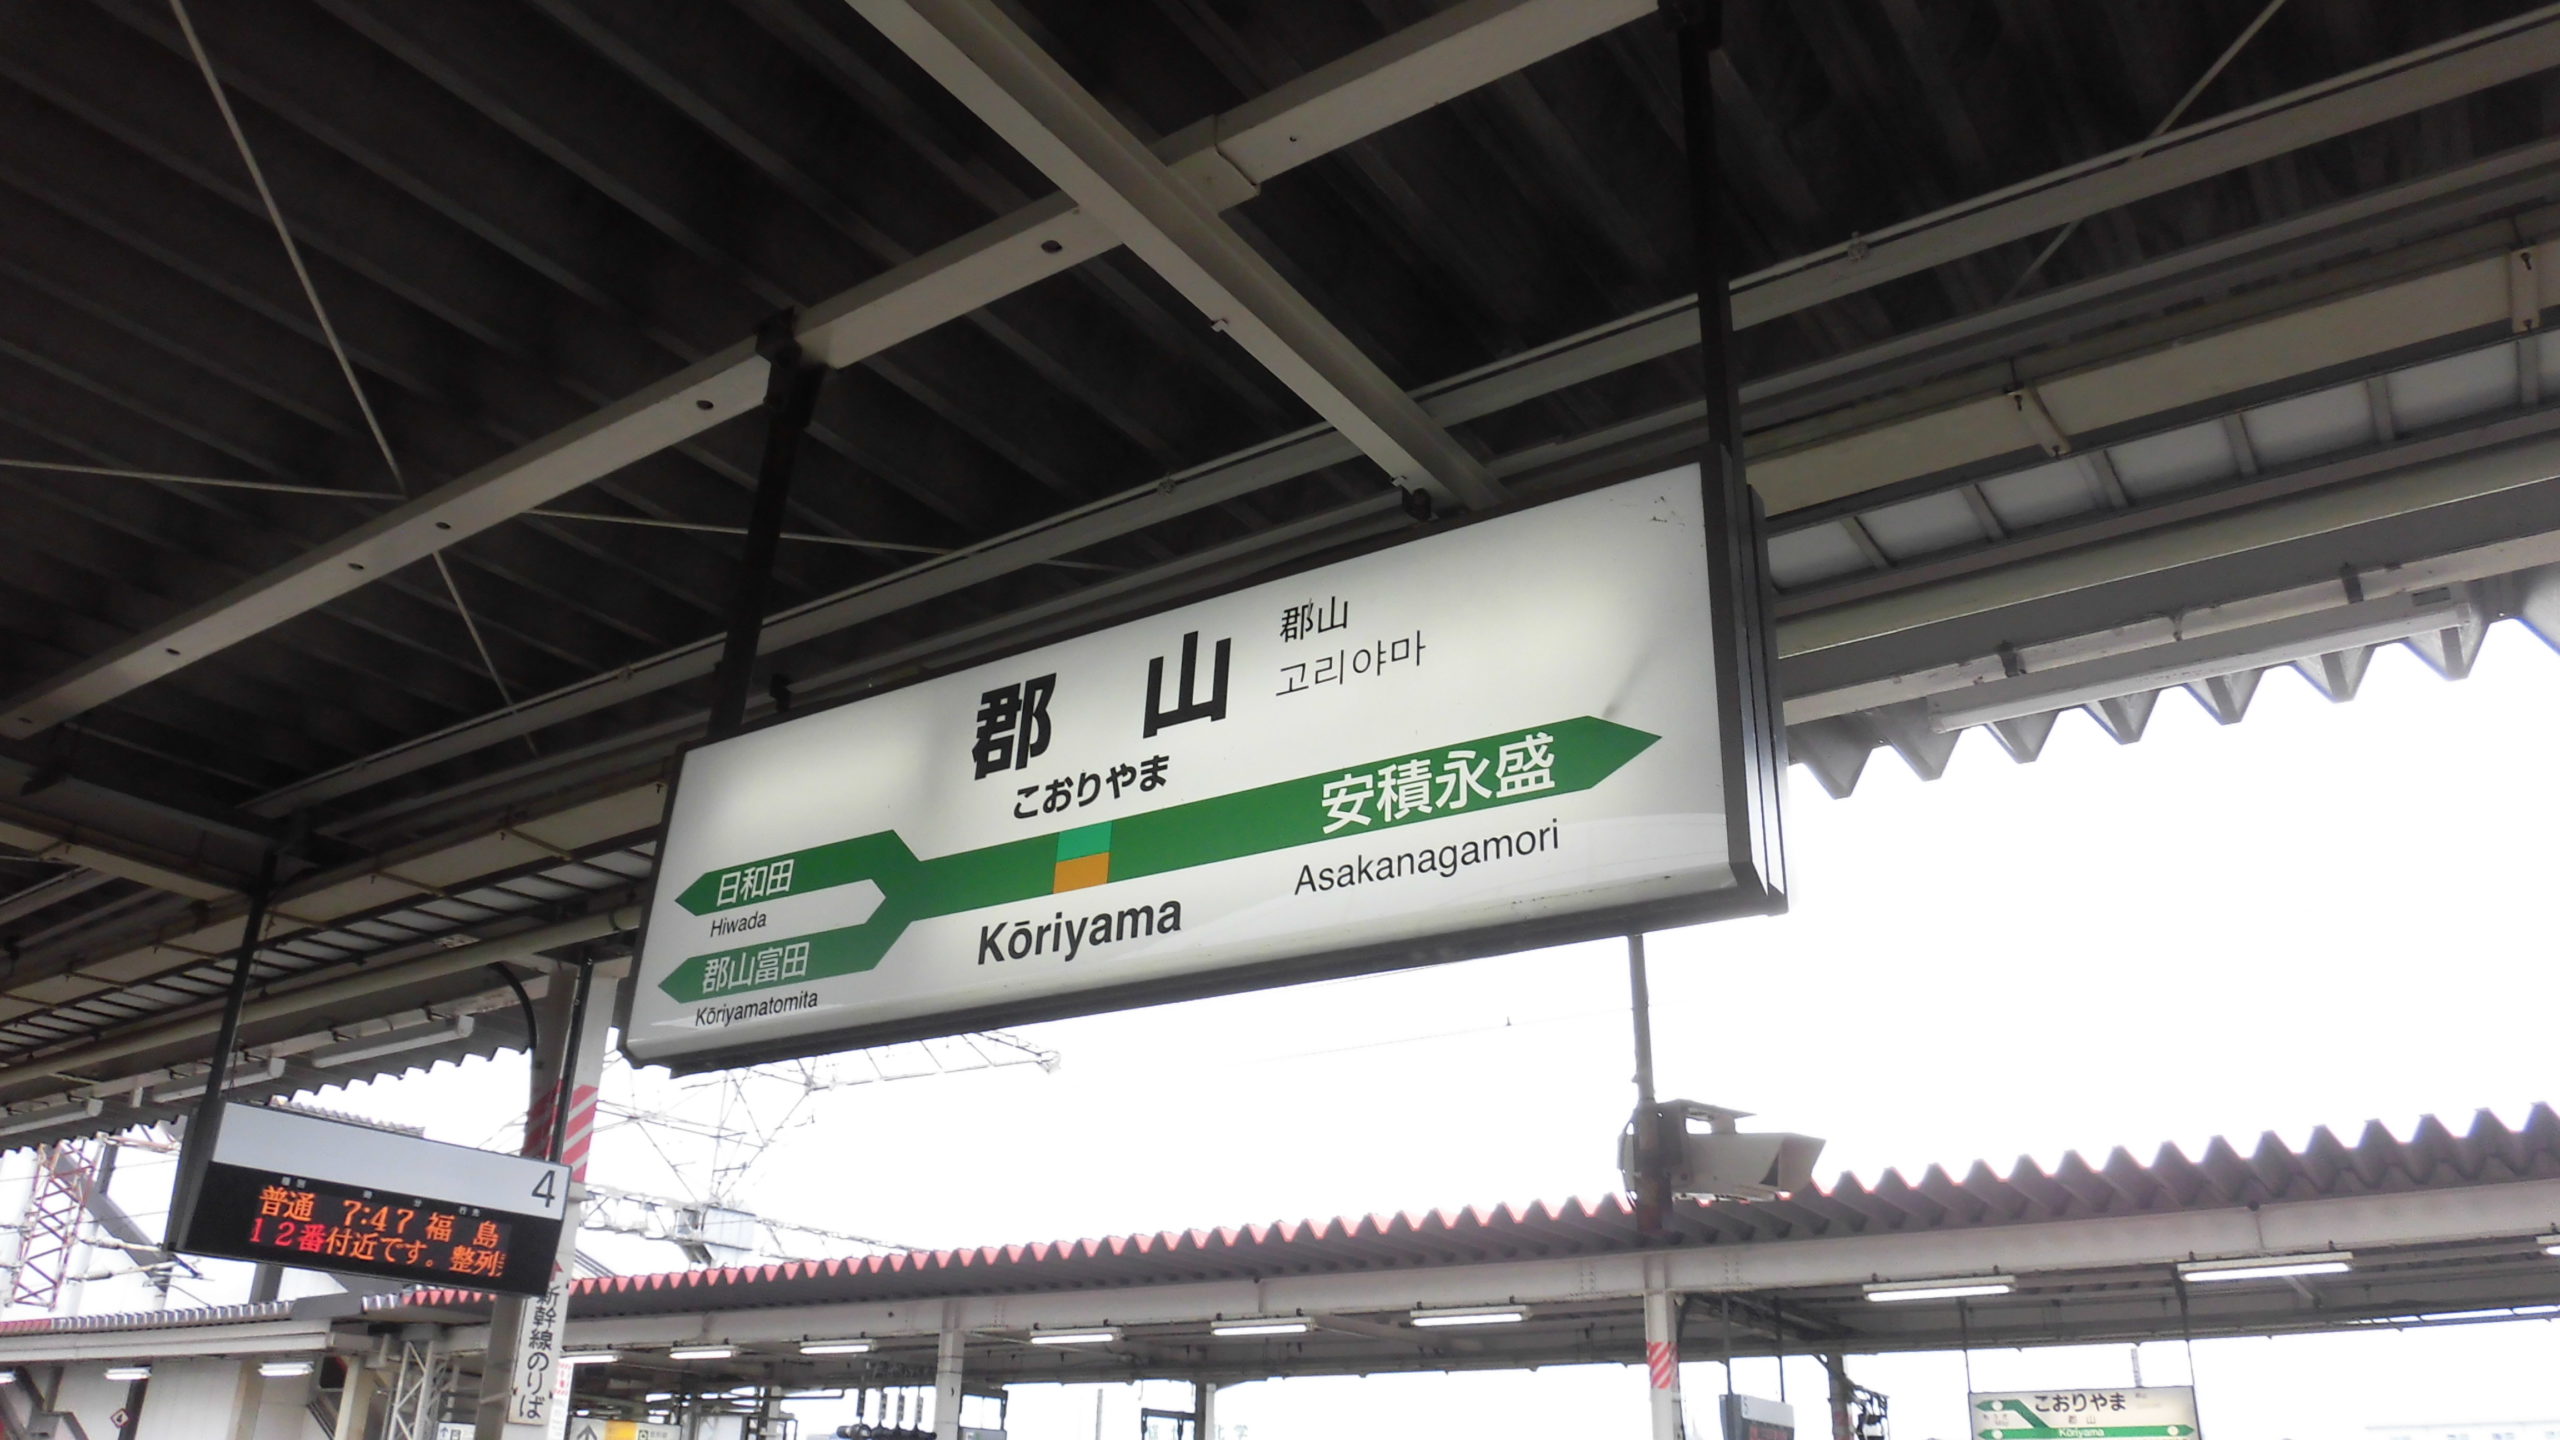 郡山
郡山
고리야마
こおりやま
安積永盛
Asakanagamori
日和田
Hiwada
Kōriyama
郡山富田
Kōriyamatomita
4
普通 7:47 福島
12番付近です。整列
新幹線のりば
こおりやま
郡山
Kōriyama